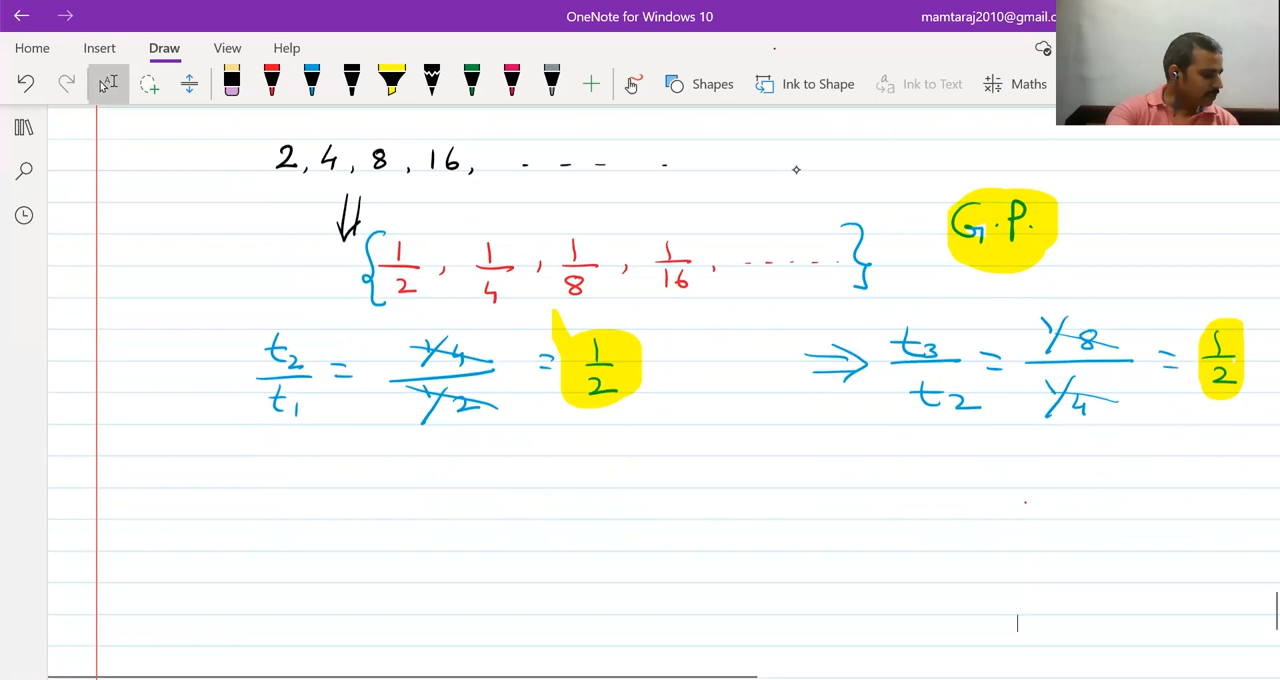 OneNote for Windows 10
mamtaraj2010@gmail.c
Home Insert Draw View Help
Shapes Ink to Shape Ink to Text Maths
2, 4, 8, 16, . - - .
G.P.
{1/2, 1/4, 1/8, 1/16, ......}
t2/t1 = (1/4)/(1/2) = 1/2 ⇒ t3/t2 = (1/8)/(1/4) = 1/2